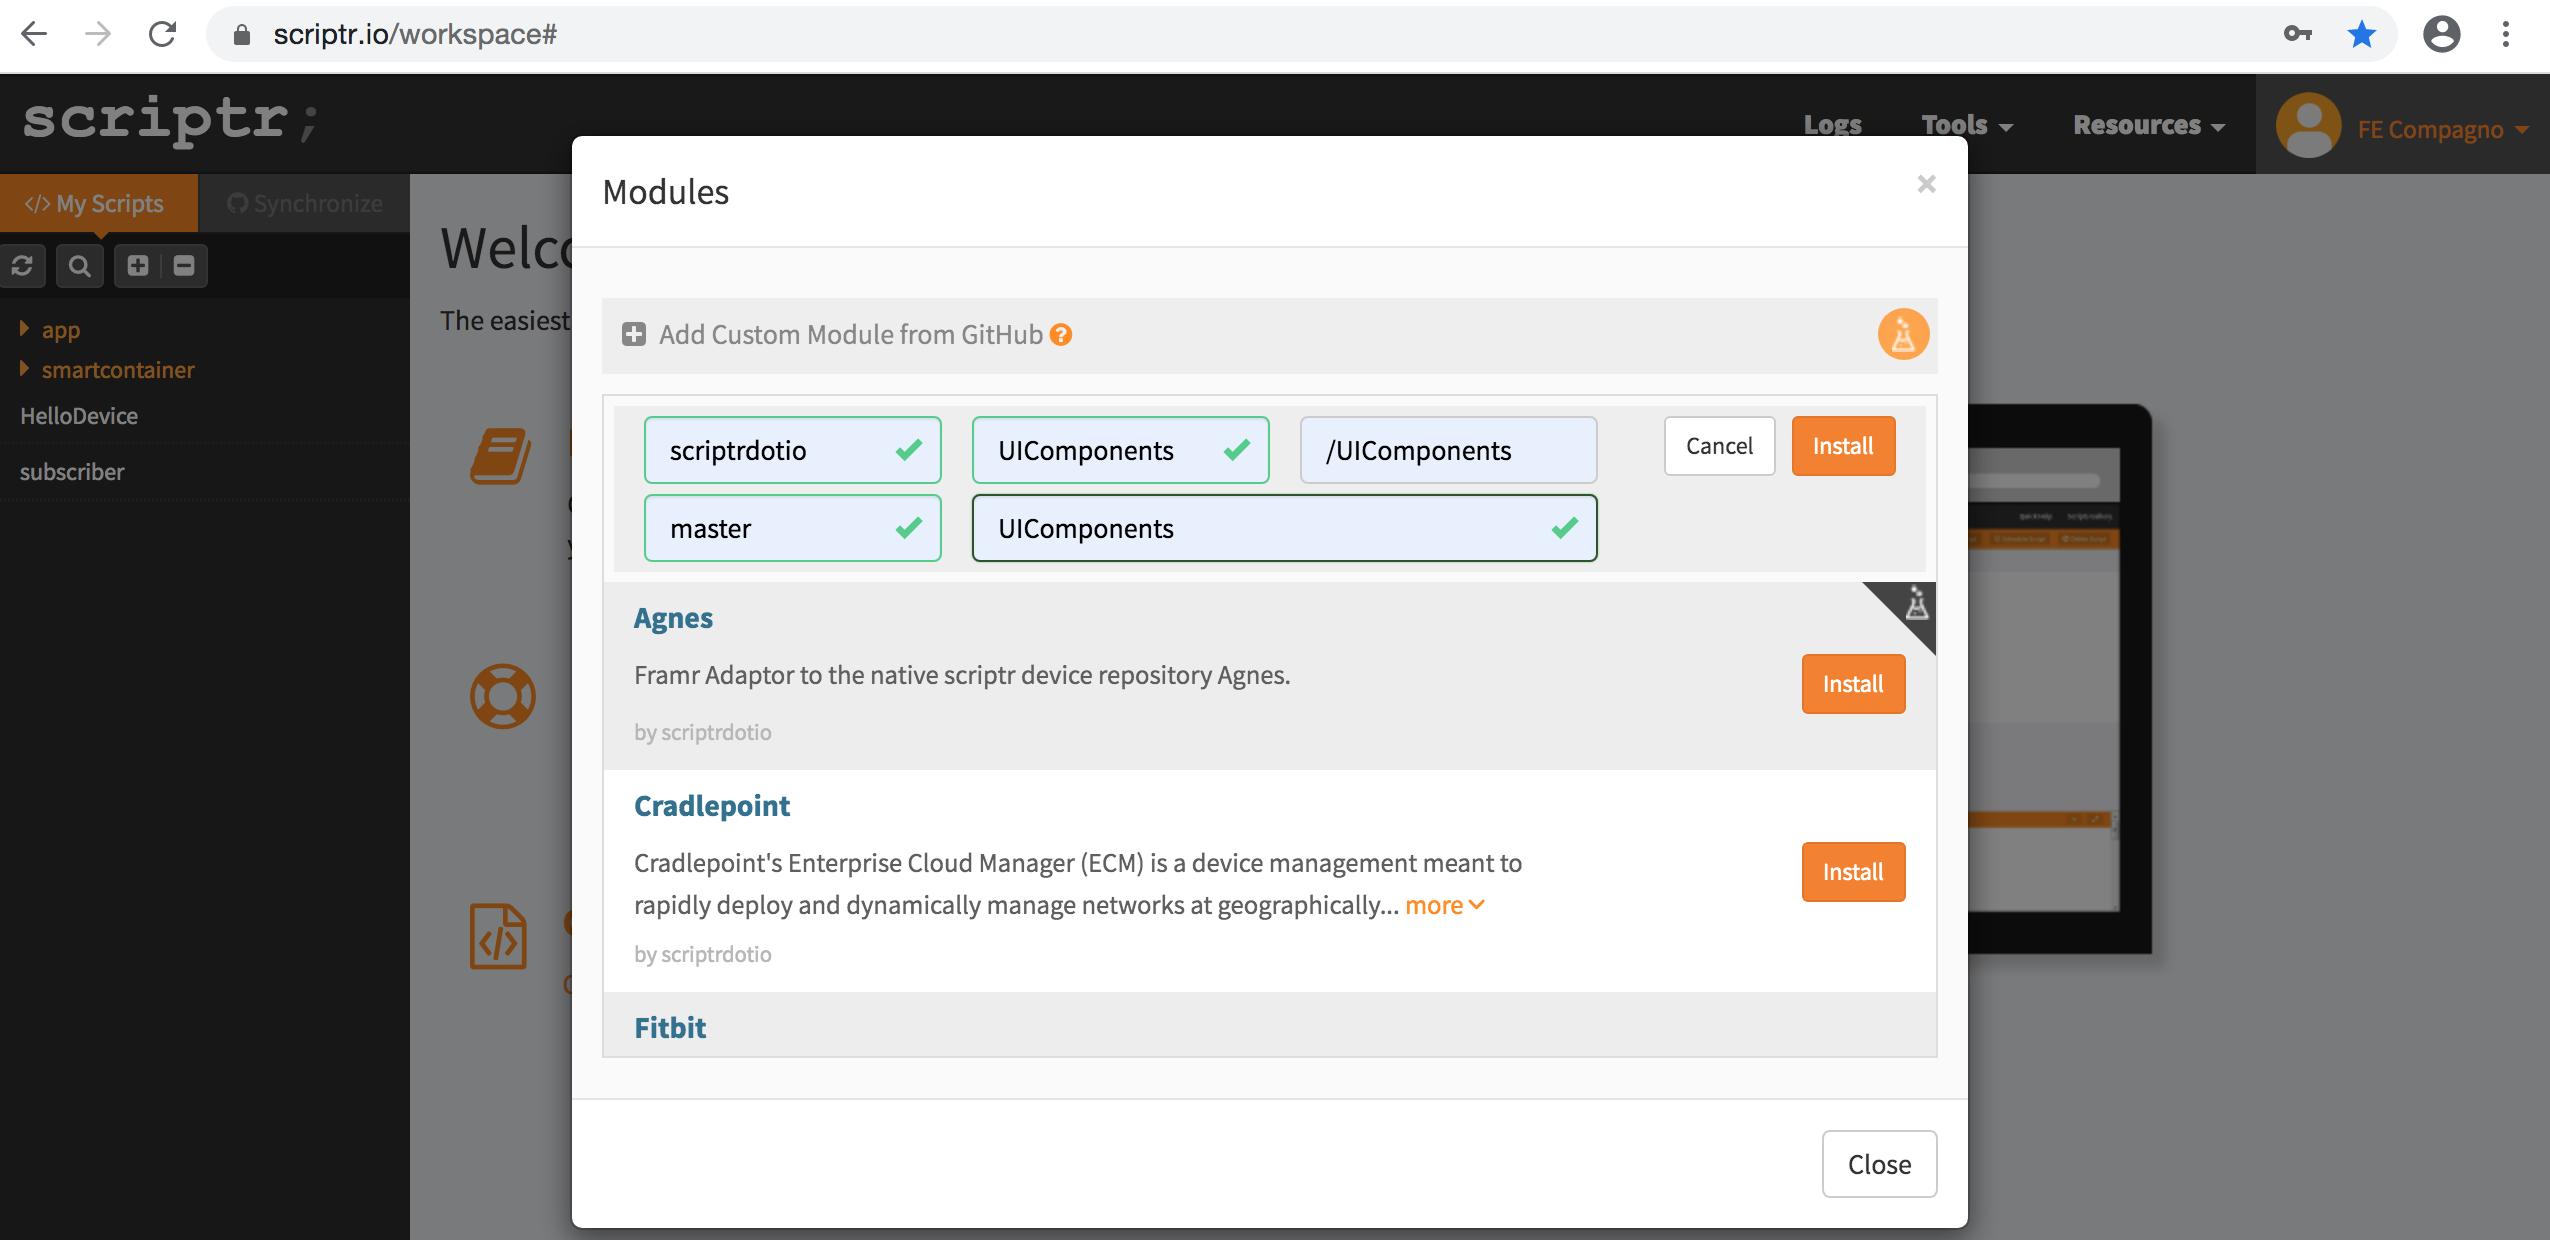 scriptr.io/workspace#
scriptr;
Logs
Tools
Resources
FE Compagno
</> My Scripts
Synchronize
app
smartcontainer
HelloDevice
subscriber
Welco
The easiest
Modules
×
Add Custom Module from GitHub ?
scriptrdotio
UIComponents
/UIComponents
Cancel
Install
master
UIComponents
Agnes
Framr Adaptor to the native scriptr device repository Agnes.
Install
by scriptrdotio
Cradlepoint
Cradlepoint's Enterprise Cloud Manager (ECM) is a device management meant to
rapidly deploy and dynamically manage networks at geographically... more
Install
by scriptrdotio
Fitbit
Close